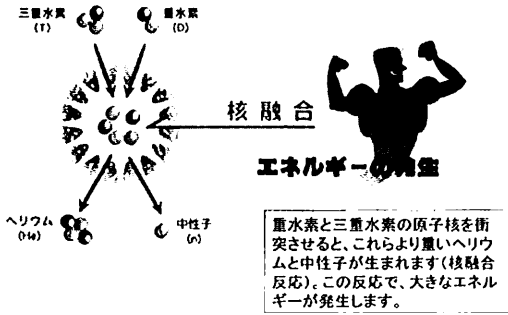 三重水素
(T)
重水素
(D)
核融合
エネルギーの発生
ヘリウム
(He)
中性子
(n)
重水素と三重水素の原子核を衝
突させると、これらより重いヘリウ
ムと中性子が生まれます(核融合
反応)。この反応で、大きなエネル
ギーが発生します。